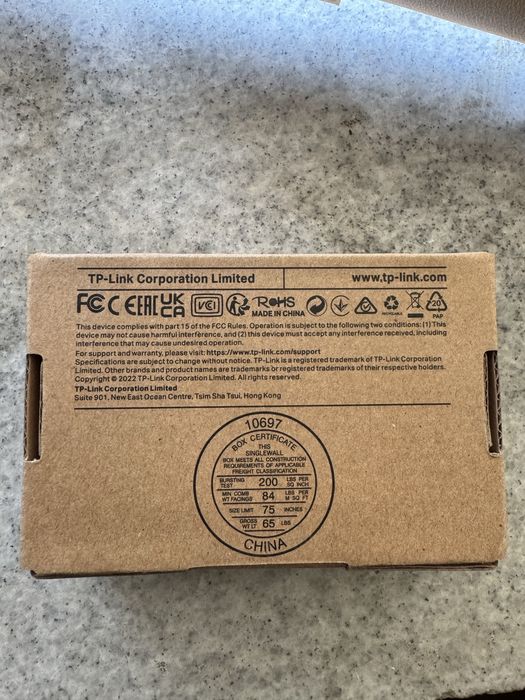 TP-Link Corporation Limited
www.tp-link.com
FC CE EAC UK CA VCCI RoHS
MADE IN CHINA
RECYCLABLE
20
PAP
This device complies with part 15 of the FCC Rules. Operation is subject to the following two conditions: (1) This
device may not cause harmful interference, and (2) this device must accept any interference received, including
interference that may cause undesired operation.
For support and warranty, please visit: https://www.tp-link.com/support
Specifications are subject to change without notice. TP-Link is a registered trademark of TP-Link Corporation
Limited. Other brands and product names are trademarks or registered trademarks of their respective holders.
Copyright © 2022 TP-Link Corporation Limited. All rights reserved.
TP-Link Corporation Limited
Suite 901, New East Ocean Centre, Tsim Sha Tsui, Hong Kong
10697
BOX CERTIFICATE
THIS
SINGLEWALL
BOX MEETS ALL CONSTRUCTION
REQUIREMENTS OF APPLICABLE
FREIGHT CLASSIFICATION
BURSTING TEST 200 LBS PER SQ INCH
MIN COMB WT FACINGS 84 LBS PER M SQ FT
SIZE LIMIT 75 INCHES
GROSS WT LT 65 LBS
CHINA